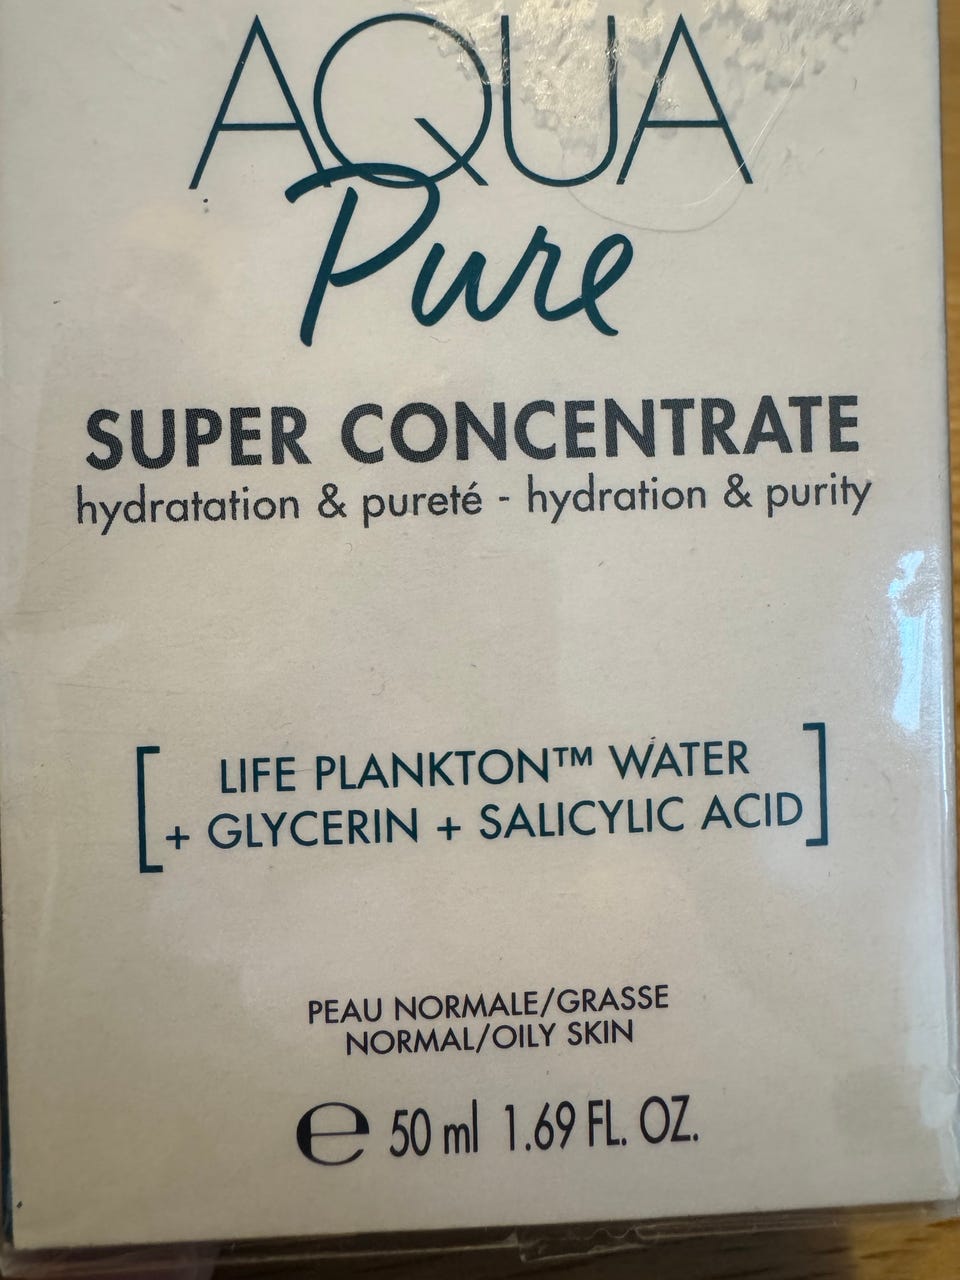 AQUA
Pure
SUPER CONCENTRATE
hydratation & pureté - hydration & purity
[ LIFE PLANKTON™ WATER
+ GLYCERIN + SALICYLIC ACID ]
PEAU NORMALE/GRASSE
NORMAL/OILY SKIN
℮ 50 ml 1.69 FL. OZ.